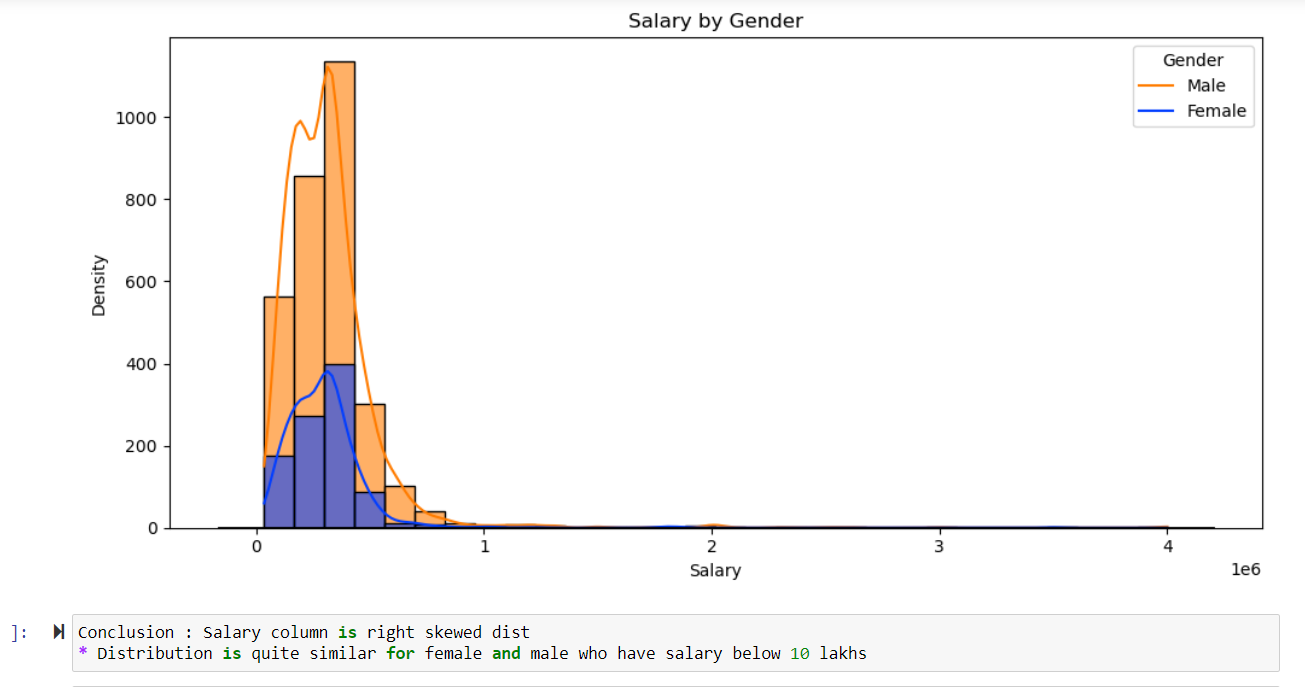 Salary by Gender
Gender
Male
Female
1000
800
600
400
200
0
Density
0 1 2 3 4
Salary
1e6
]:
Conclusion : Salary column is right skewed dist
* Distribution is quite similar for female and male who have salary below 10 lakhs